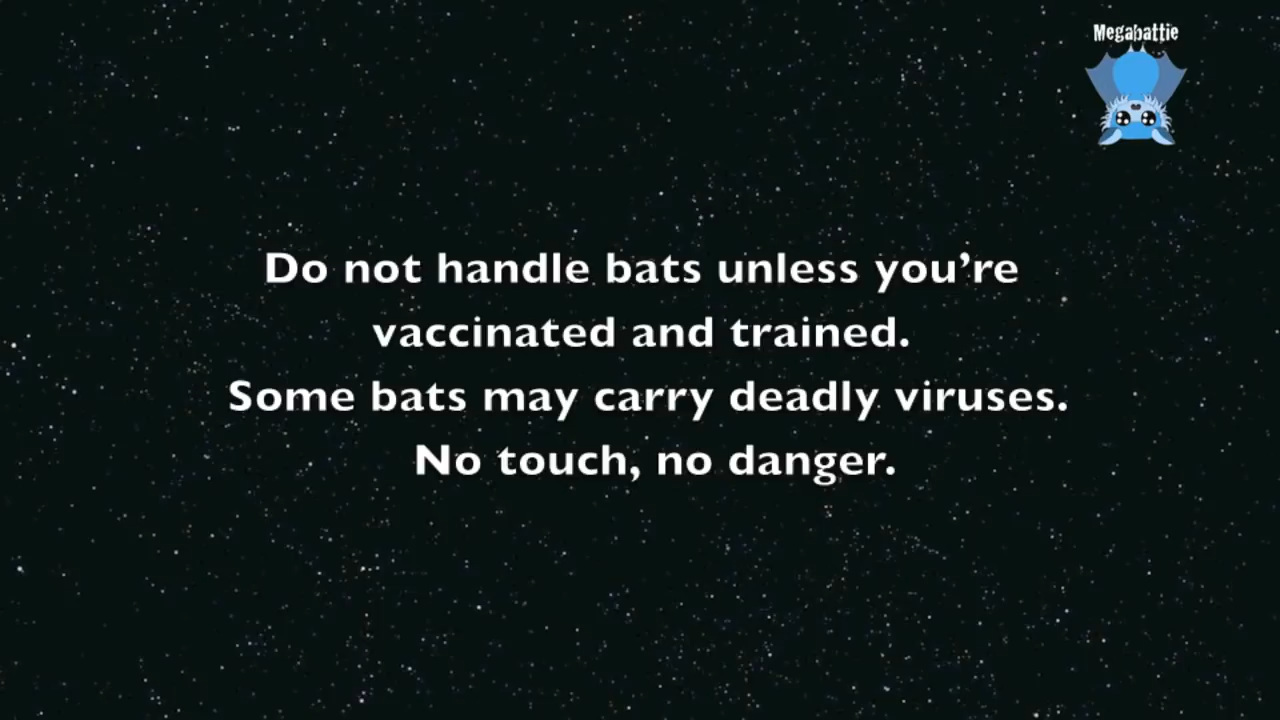 Megabattie
Do not handle bats unless you’re
vaccinated and trained.
Some bats may carry deadly viruses.
No touch, no danger.